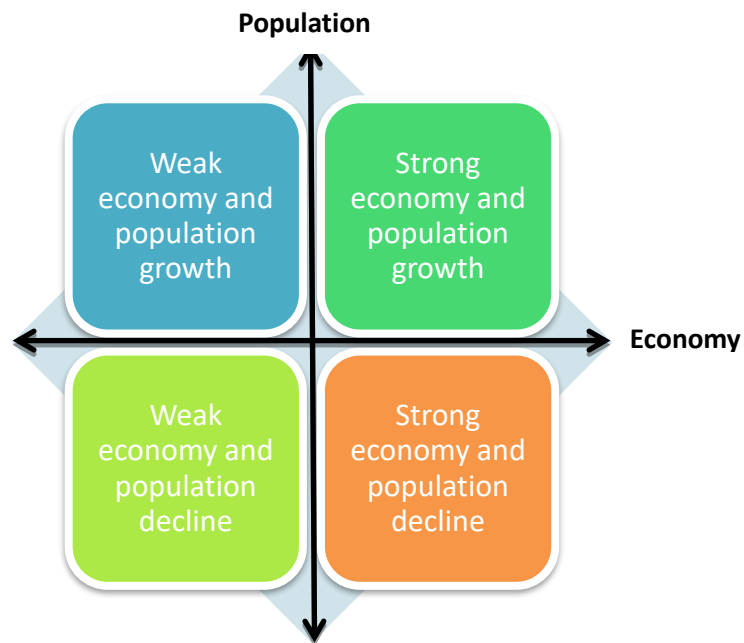 Population
Weak
economy and
population
growth
Strong
economy and
population
growth
Economy
Weak
economy and
population
decline
Strong
economy and
population
decline